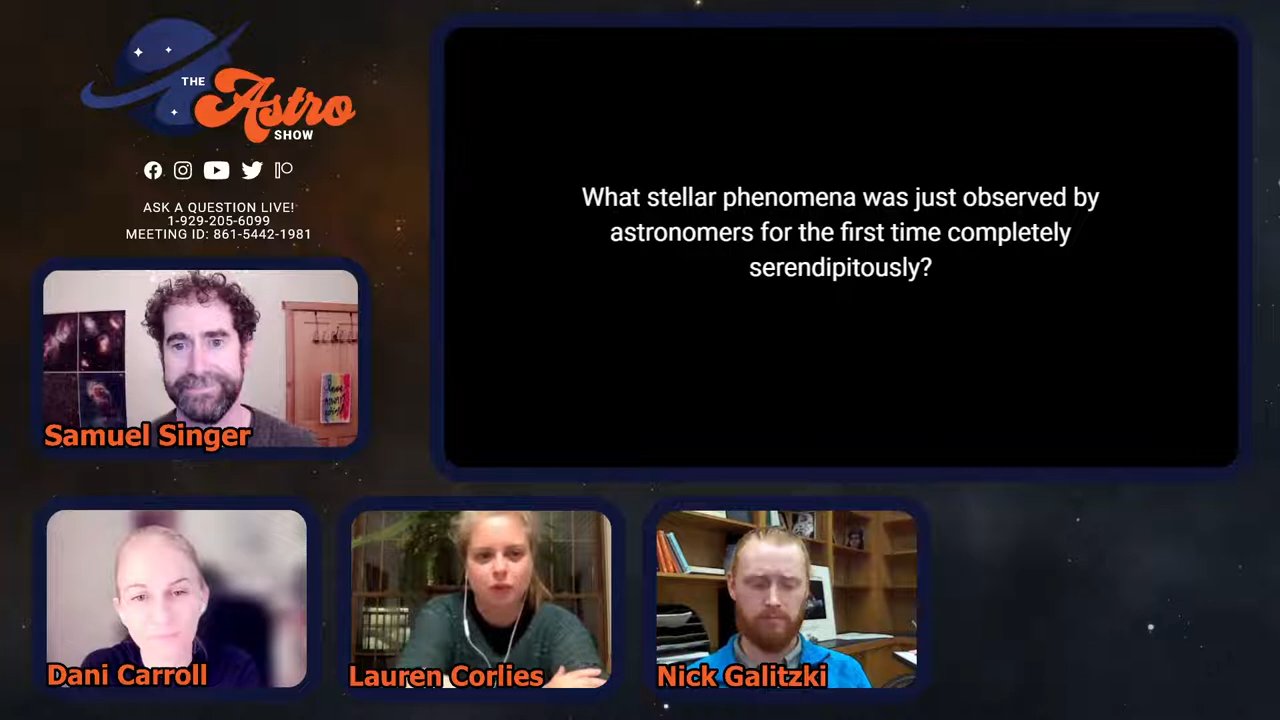 THE
Astro
SHOW
ASK A QUESTION LIVE!
1-929-205-6099
MEETING ID: 861-5442-1981
What stellar phenomena was just observed by
astronomers for the first time completely
serendipitously?
Samuel Singer
Dani Carroll
Lauren Corlies
Nick Galitzki